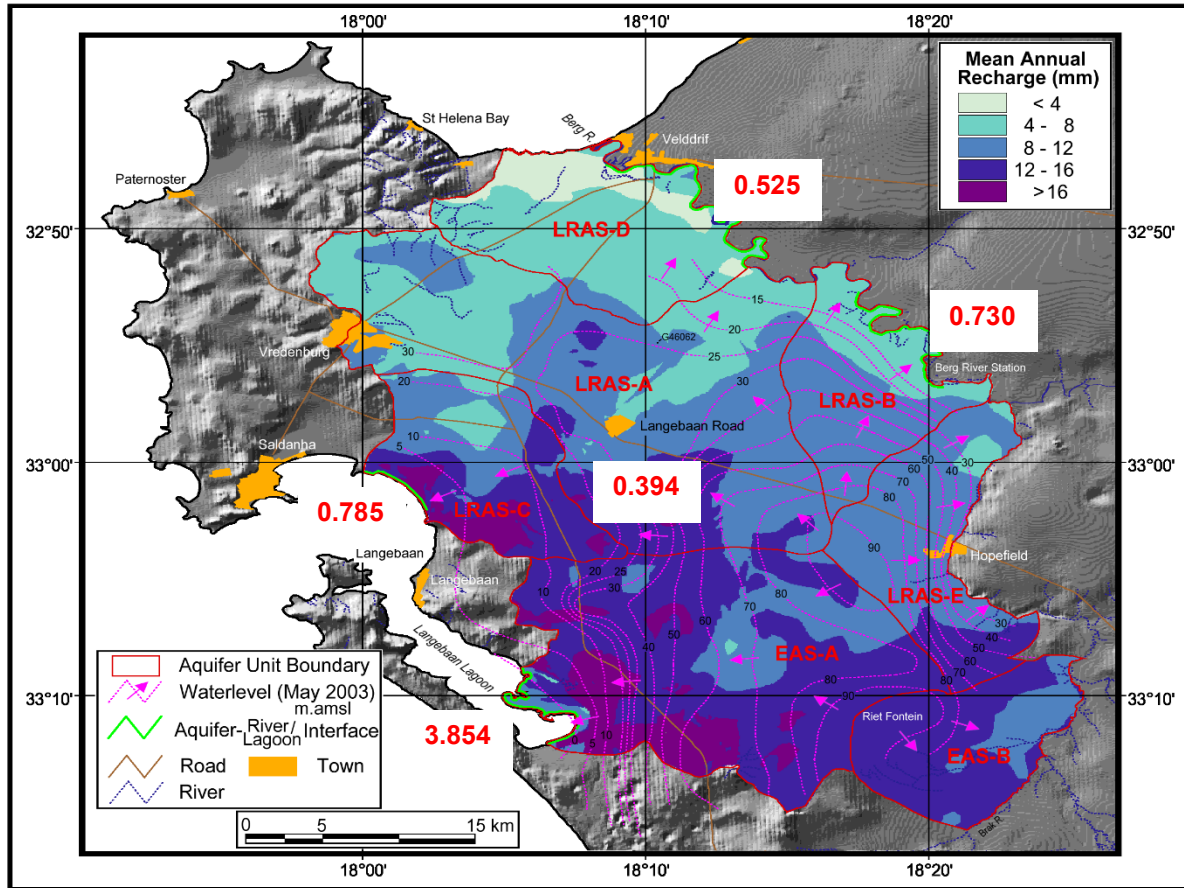 18°00'
18°10'
18°20'
Mean Annual
Recharge (mm)
< 4
4 - 8
8 - 12
12 - 16
>16
St Helena Bay
Berg R.
Velddrif
Paternoster
0.525
32°50'
32°50'
LRAS-D
15
20
G46062
25
0.730
Vredenburg
30
20
30
Berg River Station
LRAS-A
LRAS-B
Langebaan Road
10
5
Saldanha
50
60
40
30
70
80
33°00'
33°00'
0.785
0.394
LRAS-C
90
Hopefield
Langebaan
Langebaan
20
25
30
10
80
70
60
50
40
LRAS-E
30
40
50
60
70
80
EAS-A
80
90
Langebaan Lagoon
33°10'
33°10'
Riet Fontein
3.854
0
5
10
EAS-B
Brak R
Aquifer Unit Boundary
Waterlevel (May 2003)
m.amsl
Aquifer-River/Lagoon Interface
Road
Town
River
0
5
15 km
18°00'
18°10'
18°20'